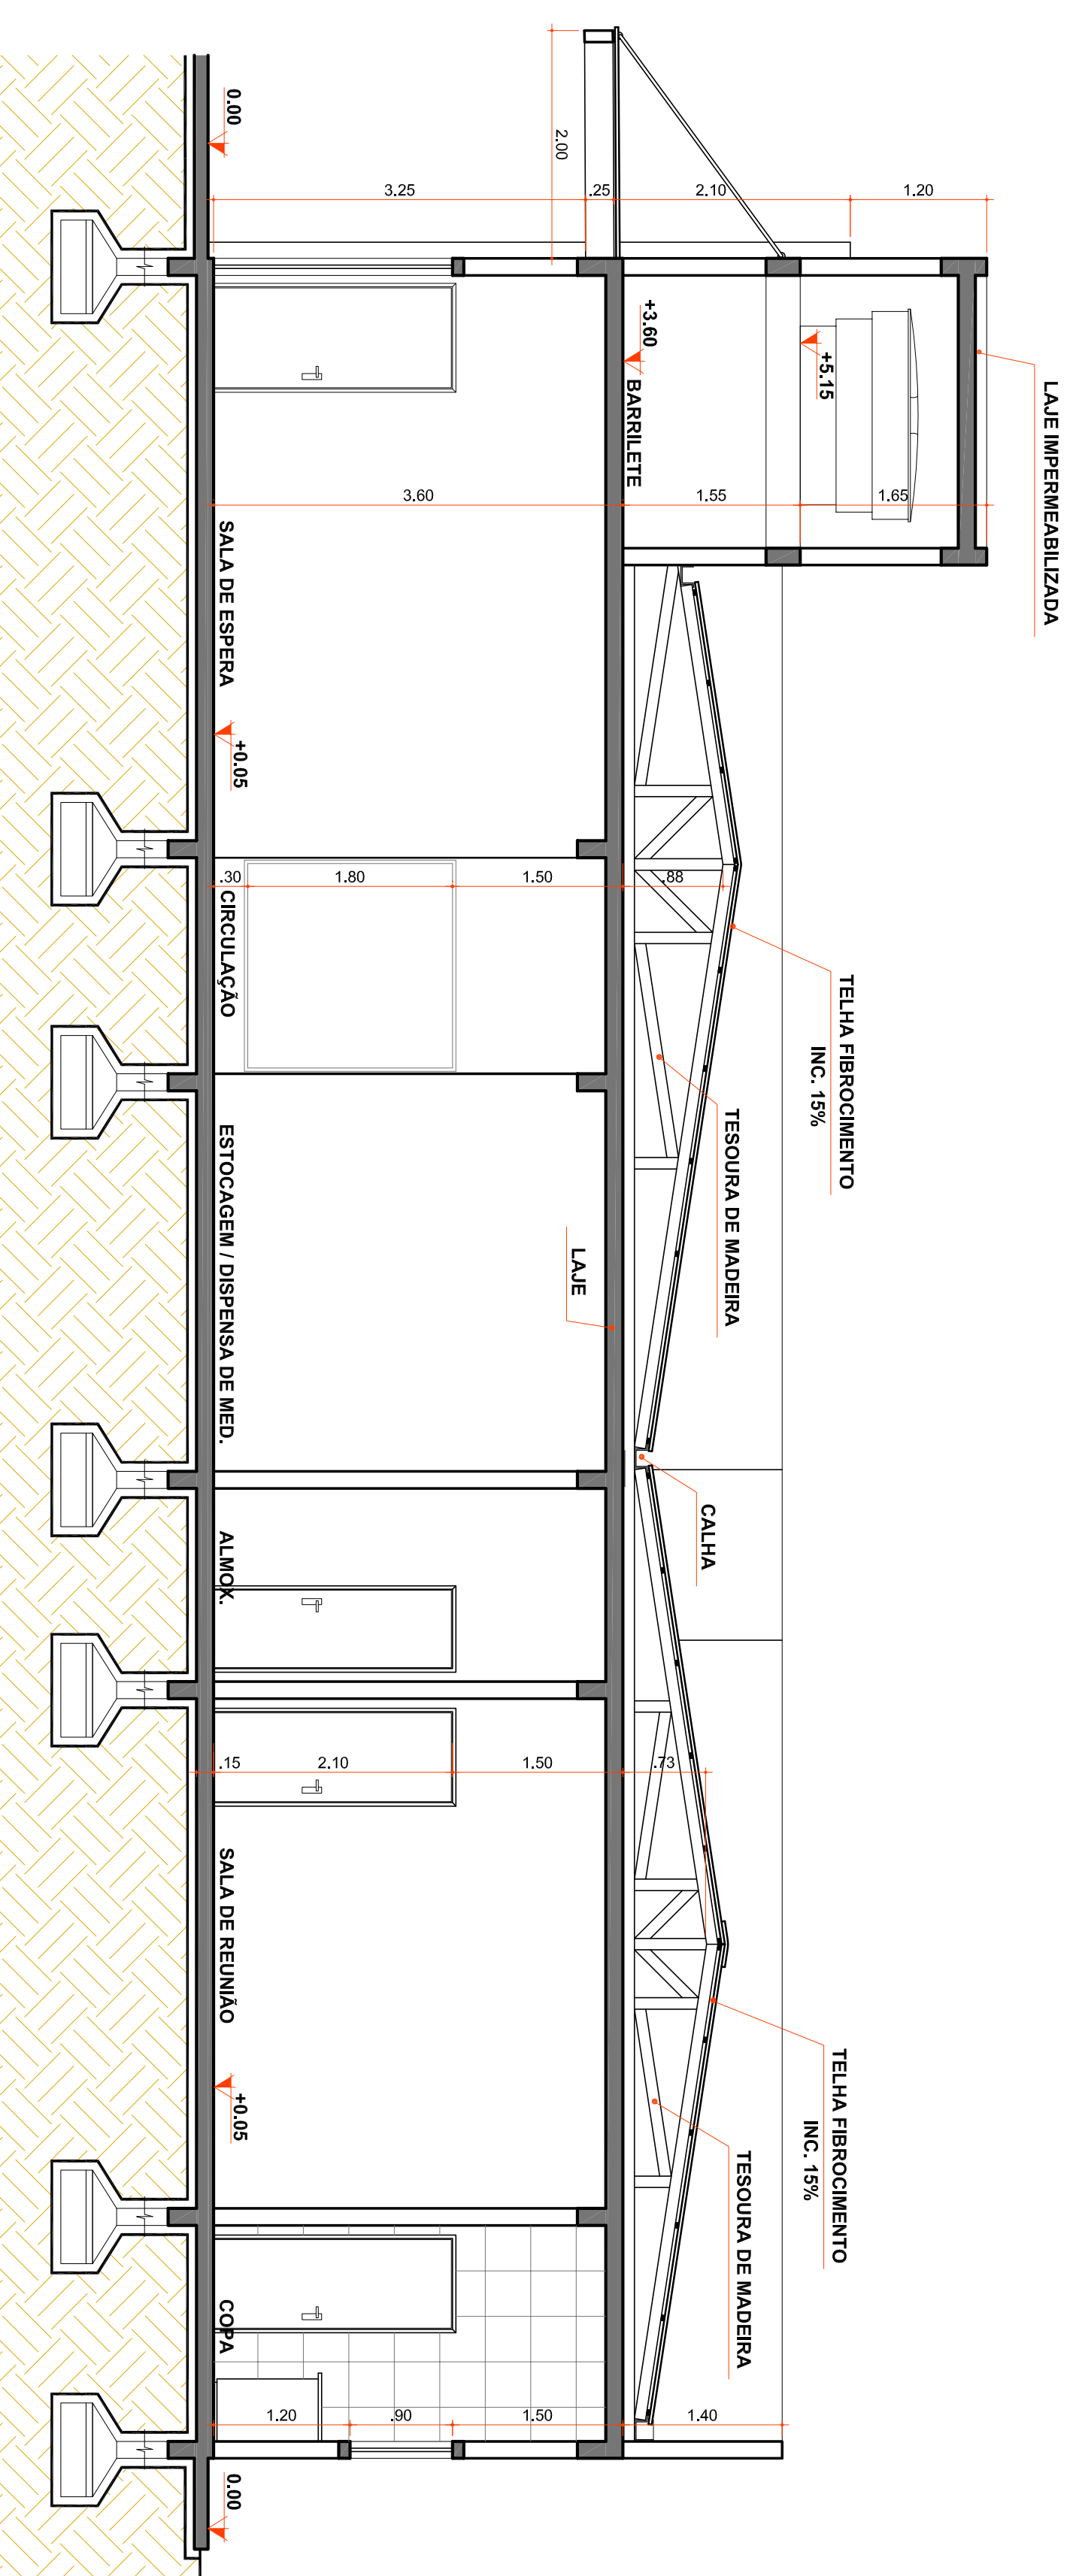 LAJE IMPERMEABILIZADA
1.20
2.10
.25
3.25
2.00
0.00
+5.15
+3.60
BARRILETE
1.65
1.55
3.60
SALA DE ESPERA
+0.05
TELHA FIBROCIMENTO
INC. 15%
.88
1.50
1.80
.30
CIRCULAÇÃO
TESOURA DE MADEIRA
ESTOCAGEM / DISPENSA DE MED.
LAJE
CALHA
ALMOX.
.73
1.50
2.10
.15
SALA DE REUNIÃO
+0.05
TELHA FIBROCIMENTO
INC. 15%
TESOURA DE MADEIRA
COPA
1.40
1.50
.90
1.20
0.00